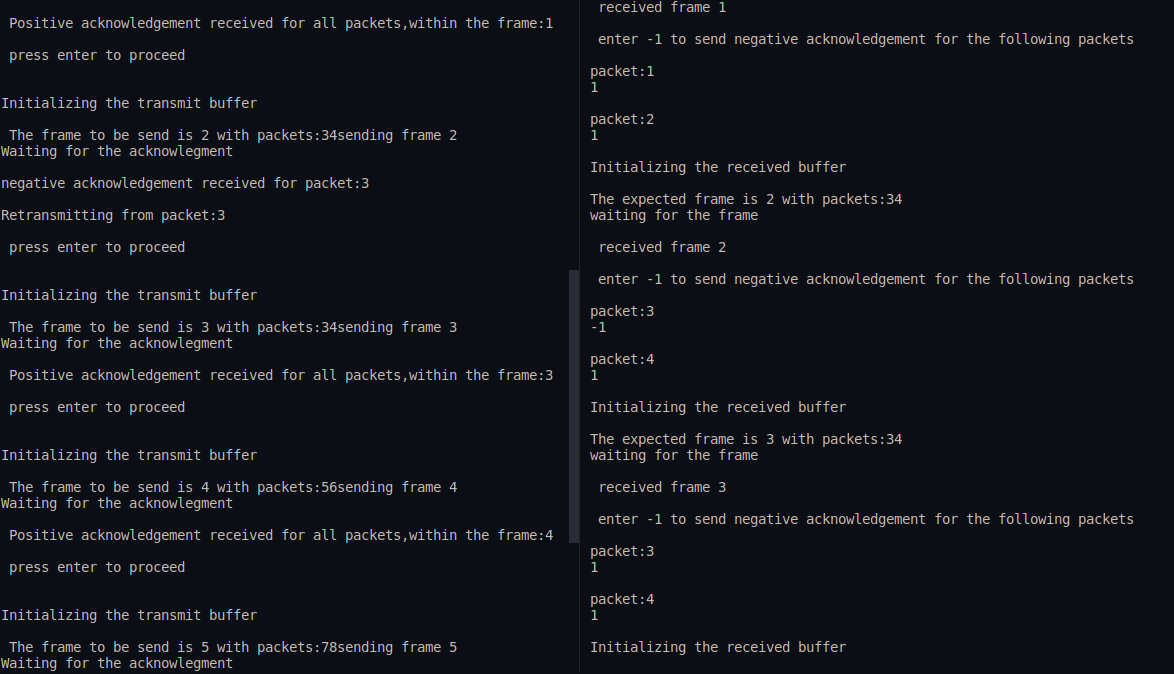 Positive acknowledgement received for all packets,within the frame:1
press enter to proceed
Initializing the transmit buffer
The frame to be send is 2 with packets:34sending frame 2
Waiting for the acknowlegment
negative acknowledgement received for packet:3
Retransmitting from packet:3
press enter to proceed
Initializing the transmit buffer
The frame to be send is 3 with packets:34sending frame 3
Waiting for the acknowlegment
Positive acknowledgement received for all packets,within the frame:3
press enter to proceed
Initializing the transmit buffer
The frame to be send is 4 with packets:56sending frame 4
Waiting for the acknowlegment
Positive acknowledgement received for all packets,within the frame:4
press enter to proceed
Initializing the transmit buffer
The frame to be send is 5 with packets:78sending frame 5
Waiting for the acknowlegment
received frame 1
enter -1 to send negative acknowledgement for the following packets
packet:1
1
packet:2
1
Initializing the received buffer
The expected frame is 2 with packets:34
waiting for the frame
received frame 2
enter -1 to send negative acknowledgement for the following packets
packet:3
-1
packet:4
1
Initializing the received buffer
The expected frame is 3 with packets:34
waiting for the frame
received frame 3
enter -1 to send negative acknowledgement for the following packets
packet:3
1
packet:4
1
Initializing the received buffer